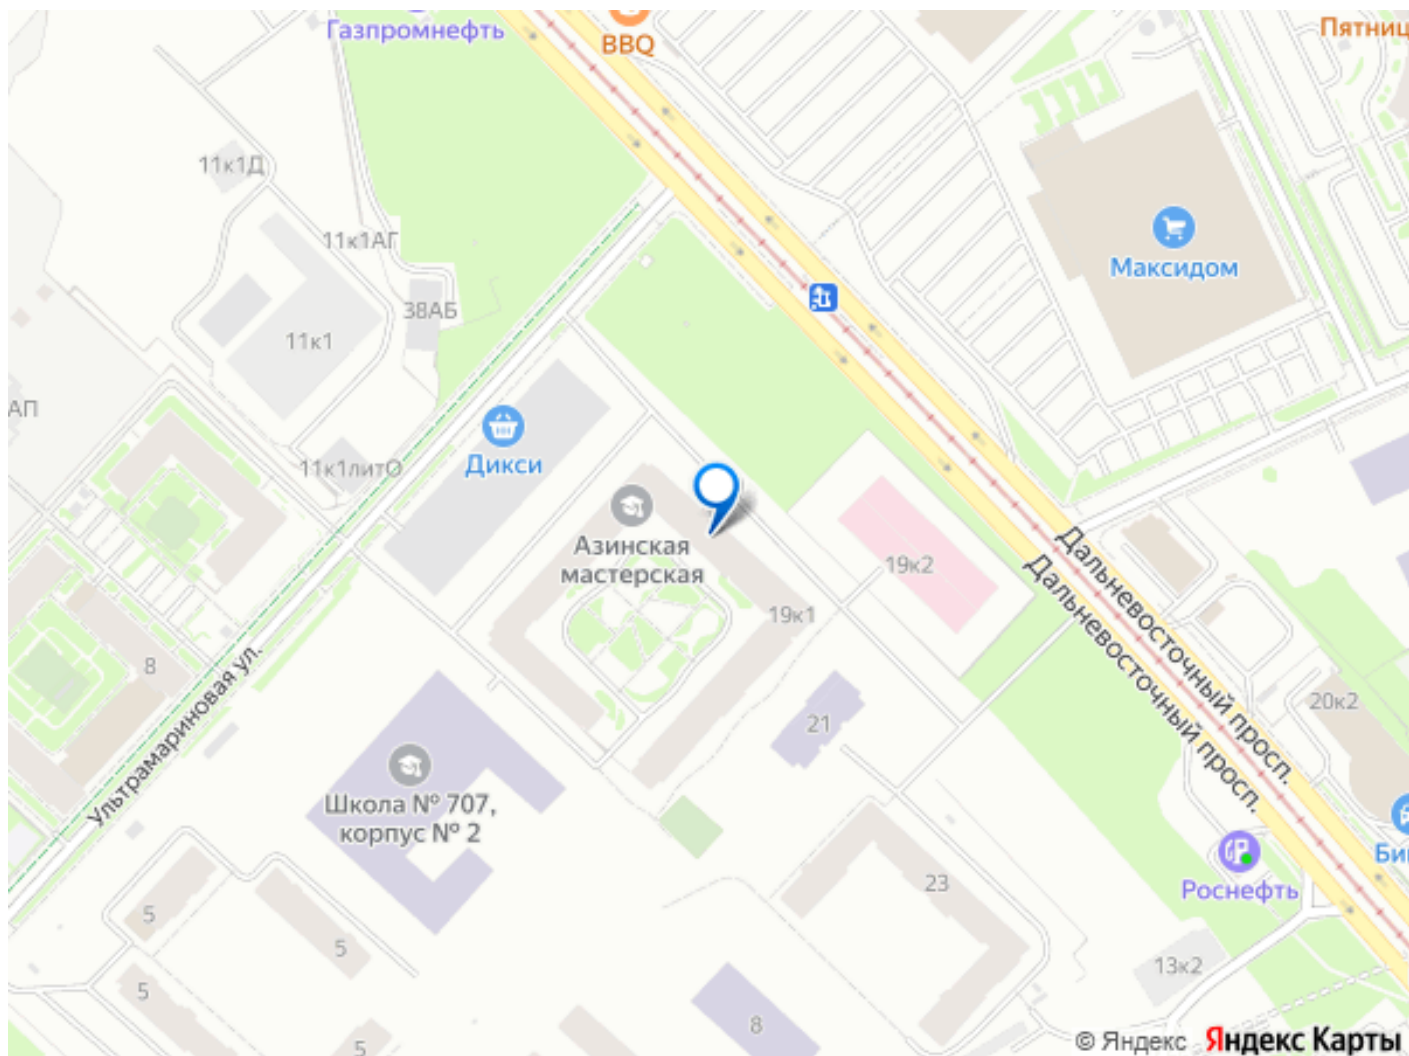 Газпромнефть
BBQ
Пятниц
11к1Д
11к1АГ
38АБ
11к1
Максидом
АП
Дикси
11к1литО
Азинская
мастерская
19к2
19к1
Дальневосточный просп.
Дальневосточный просп.
8
Ультрамариновая ул.
21
20к2
Школа № 707,
корпус № 2
Би
Роснефть
23
5
5
5
13к2
8
5
© Яндекс Яндекс Карты